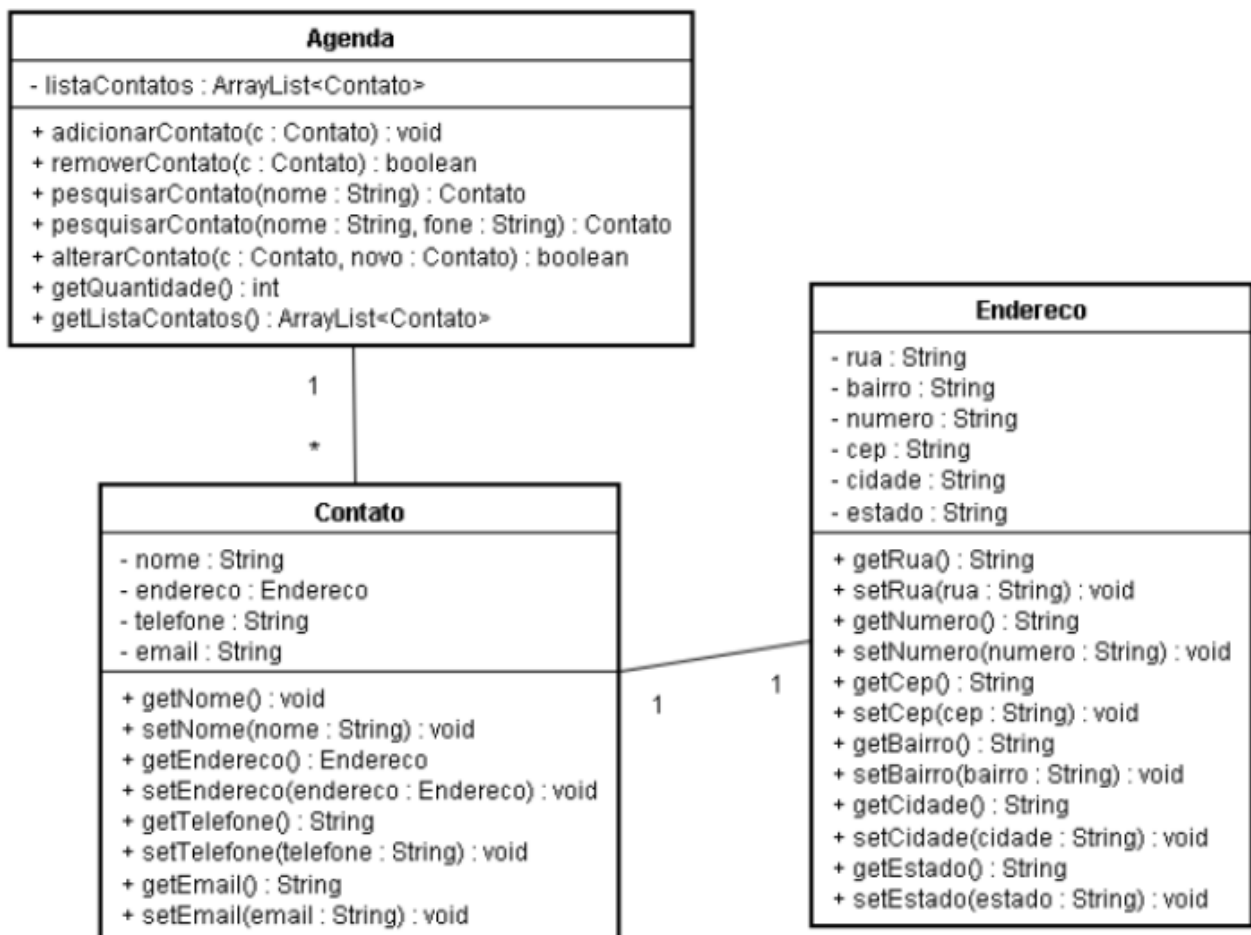 Agenda
- listaContatos : ArrayList<Contato>
+ adicionarContato(c : Contato) : void
+ removerContato(c : Contato) : boolean
+ pesquisarContato(nome : String) : Contato
+ pesquisarContato(nome : String, fone : String) : Contato
+ alterarContato(c : Contato, novo : Contato) : boolean
+ getQuantidade() : int
+ getListaContatos() : ArrayList<Contato>
1
*
Contato
- nome : String
- endereco : Endereco
- telefone : String
- email : String
+ getNome() : void
+ setNome(nome : String) : void
+ getEndereco() : Endereco
+ setEndereco(endereco : Endereco) : void
+ getTelefone() : String
+ setTelefone(telefone : String) : void
+ getEmail() : String
+ setEmail(email : String) : void
1
1
Endereco
- rua : String
- bairro : String
- numero : String
- cep : String
- cidade : String
- estado : String
+ getRua() : String
+ setRua(rua : String) : void
+ getNumero() : String
+ setNumero(numero : String) : void
+ getCep() : String
+ setCep(cep : String) : void
+ getBairro() : String
+ setBairro(bairro : String) : void
+ getCidade() : String
+ setCidade(cidade : String) : void
+ getEstado() : String
+ setEstado(estado : String) : void